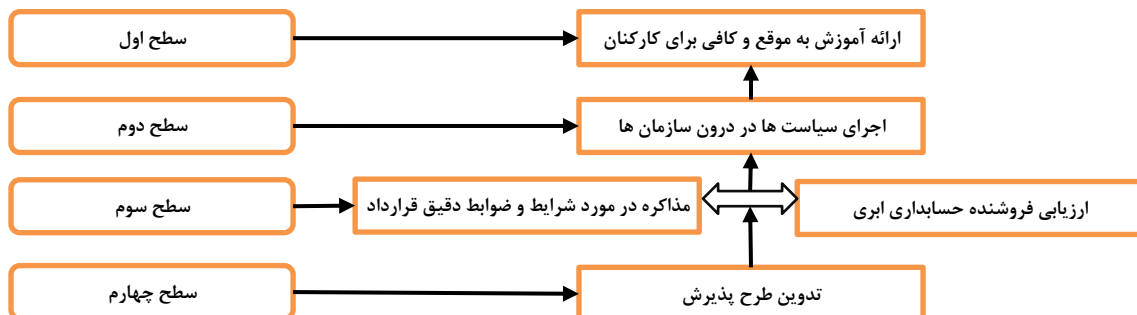 سطح اول
ارائه آموزش به موقع و کافی برای کارکنان
سطح دوم
اجرای سیاست ها در درون سازمان ها
سطح سوم
مذاکره در مورد شرایط و ضوابط دقیق قرارداد
ارزیابی فروشنده حسابداری ابری
سطح چهارم
تدوین طرح پذیرش